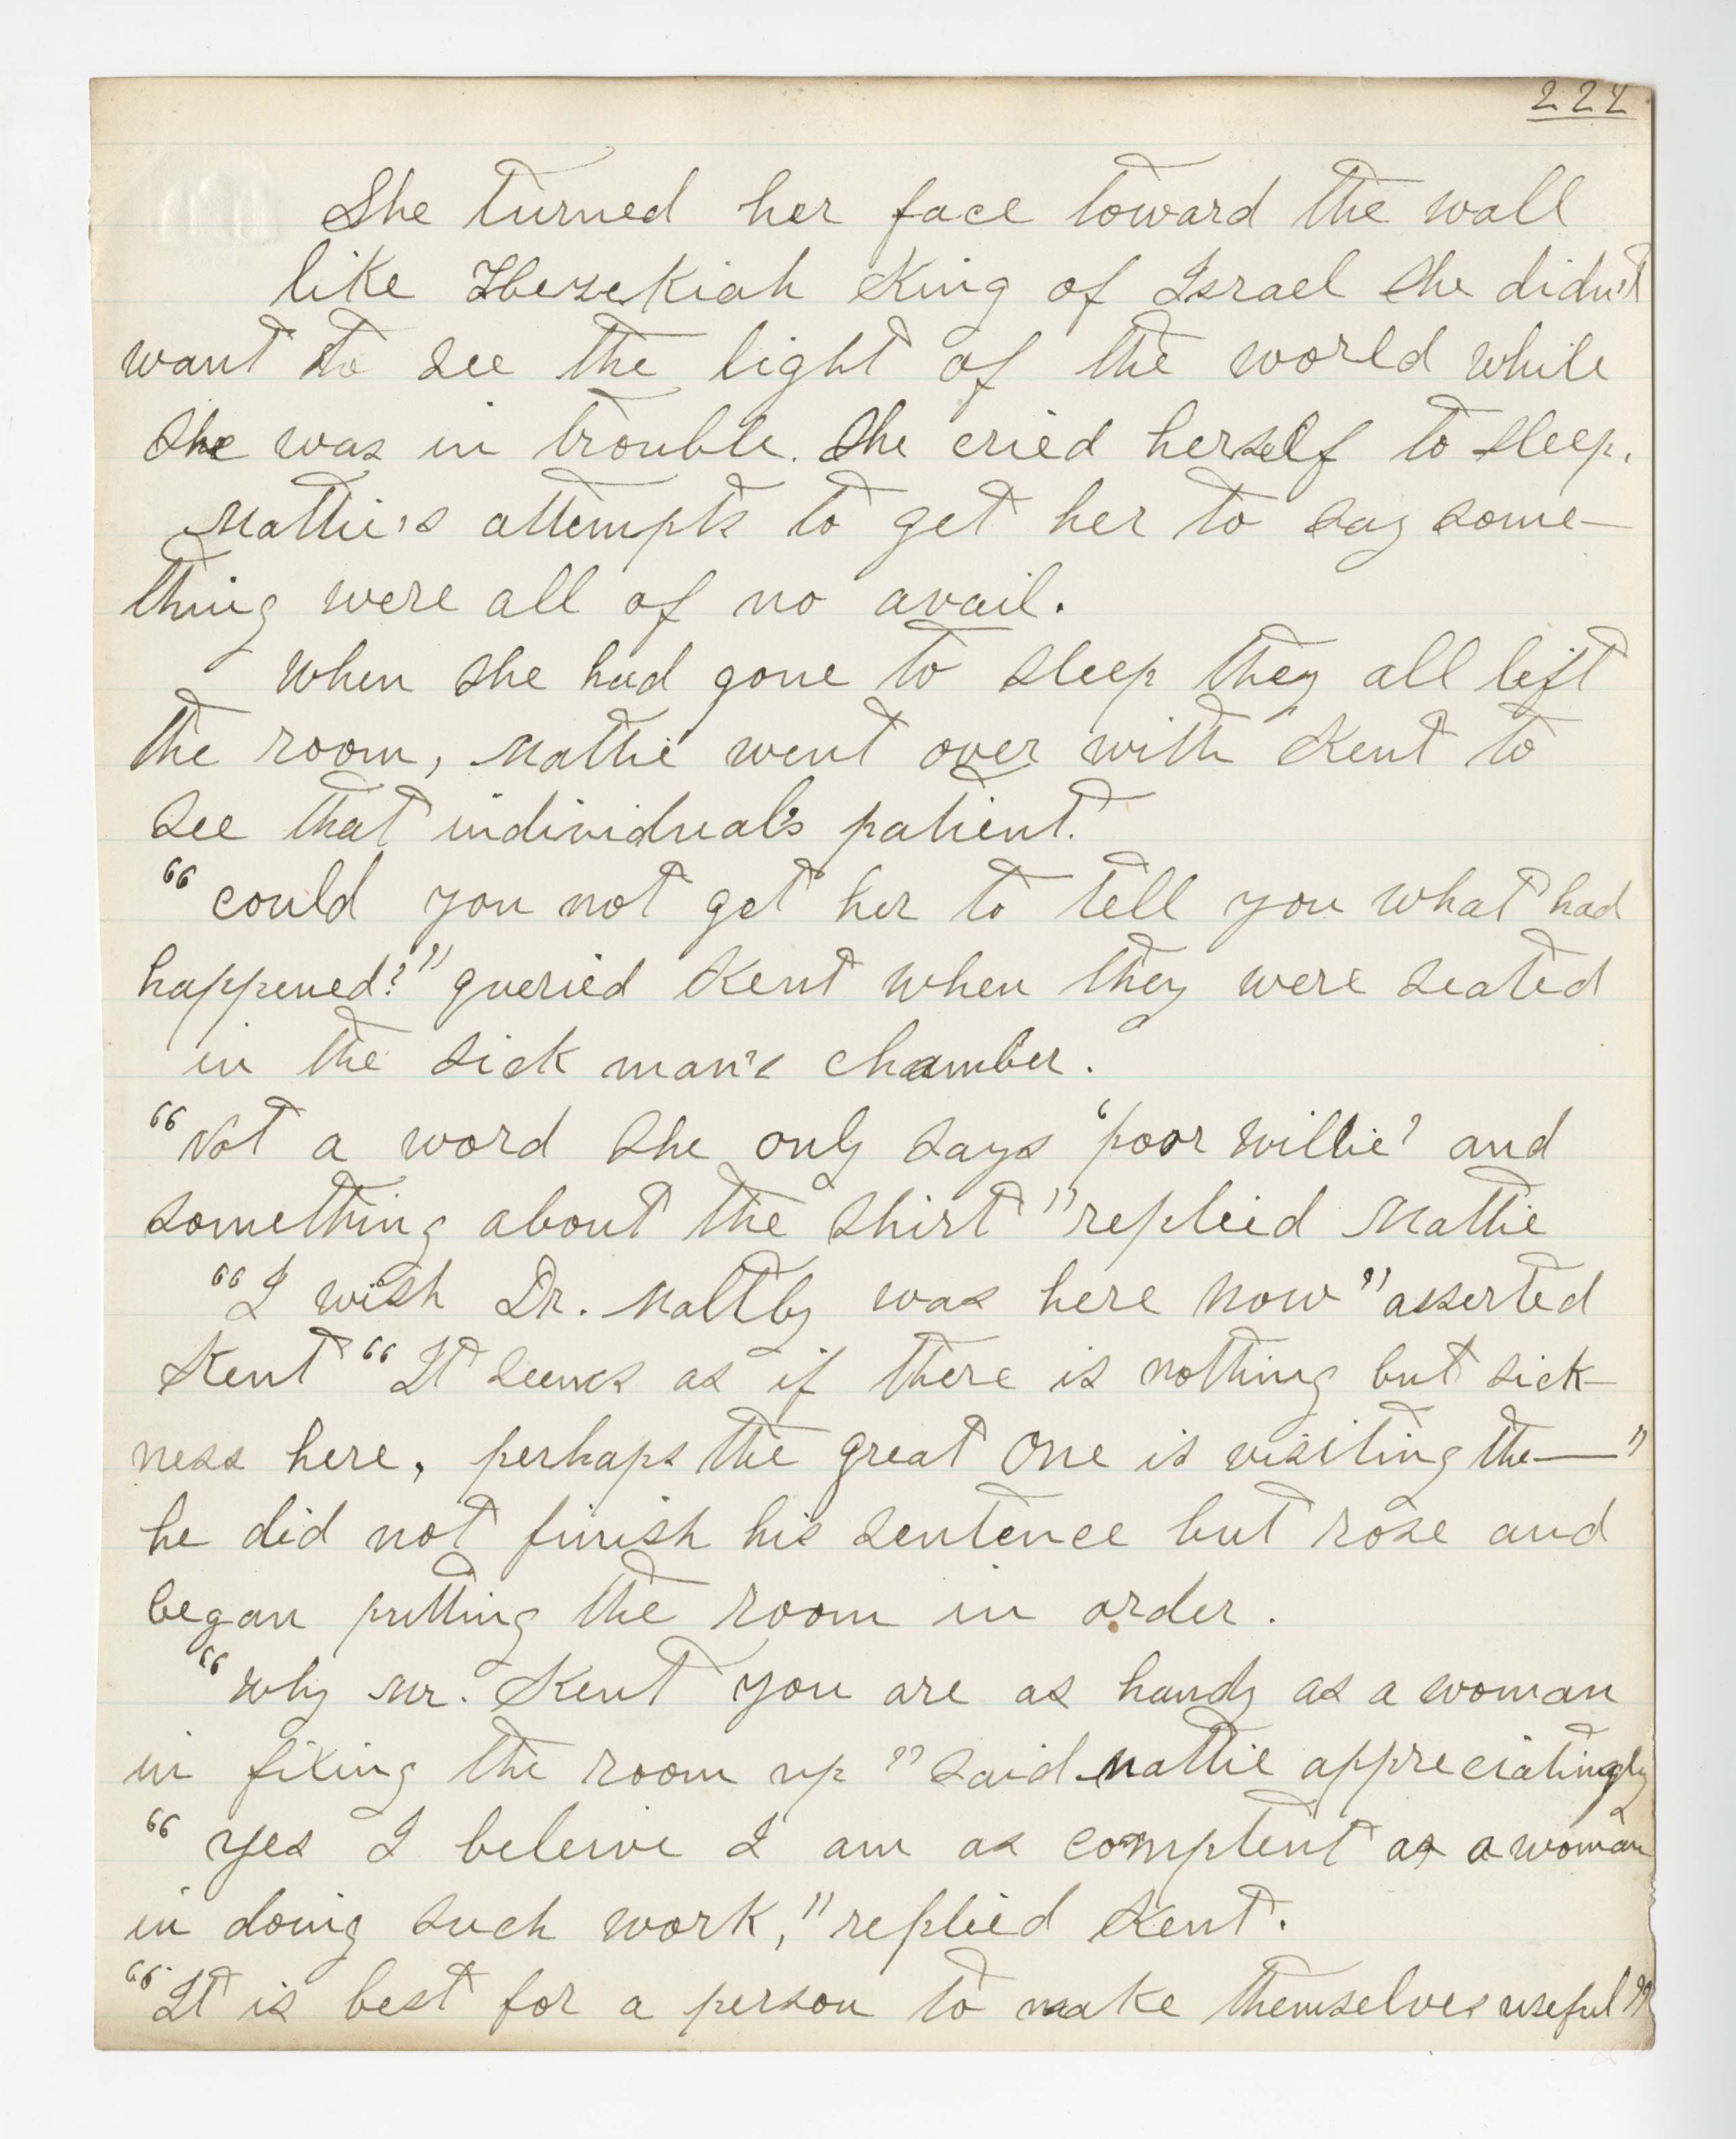 222
She turned her face toward the wall
like Hezekiah King of Israel she didn't
want to see the light of the world while
she was in trouble. She cried herself to sleep.
Mattie's attempts to get her to say some—
thing were all of no avail.
When she had gone to sleep they all left
the room, Mattie went over with Kent to
see that individual's patient.
"could you not get her to tell you what had
happened?" queried Kent when they were seated
in the sick man's chamber.
"Not a word she only says 'poor Willie' and
something about the shirt" replied Mattie
"I wish Dr. Maltby was here now" asserted
Kent "It seems as if there is nothing but sick—
ness here, perhaps the great One is visiting the—"
he did not finish his sentence but rose and
began putting the room in order.
"Why Mr. Kent you are as handy as a woman
in fixing the room up" said Mattie appreciatingly
"Yes I beleive I am as comptent as a woman
in doing such work," replied Kent.
"It is best for a person to make themselves useful"